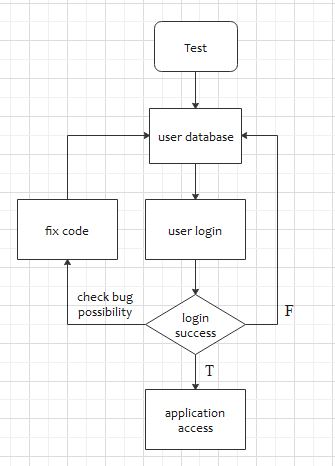 Test
user database
fix code
user login
check bug
possibility
login
success
F
T
application
access